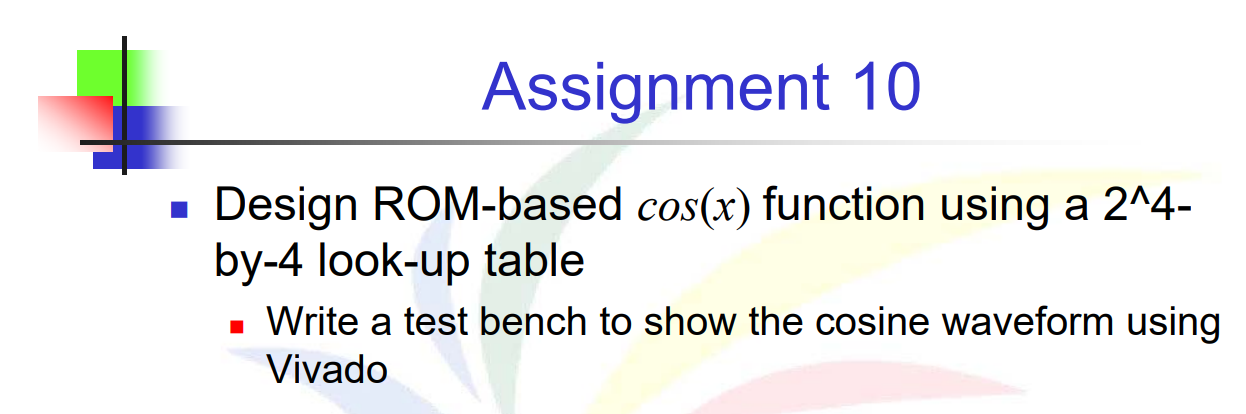 Assignment 10
Design ROM-based cos(x) function using a 2^4-
by-4 look-up table
Write a test bench to show the cosine waveform using
Vivado